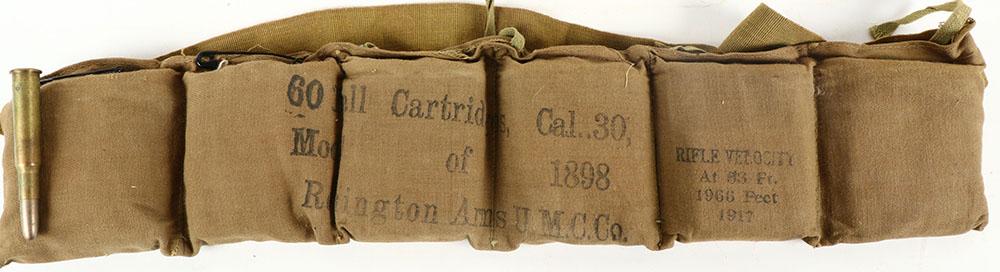 60 Ball Cartridges, Cal..30,
Model of 1898
Remington Arms U.M.C.Co.
RIFLE VELOCITY
At 53 Ft.
1966 Feet
1917